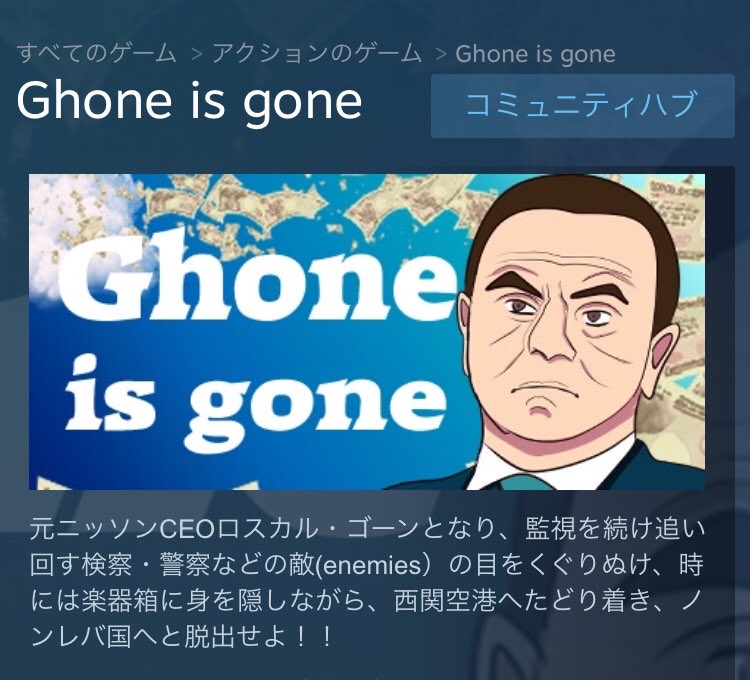 すべてのゲーム > アクションのゲーム > Ghone is gone
Ghone is gone
コミュニティハブ
Ghone
is gone
元ニッソンCEOロスカル・ゴーンとなり、監視を続け追い
回す検察・警察などの敵(enemies）の目をくぐりぬけ、時
には楽器箱に身を隠しながら、西関空港へたどり着き、ノ
ンレバ国へと脱出せよ！！